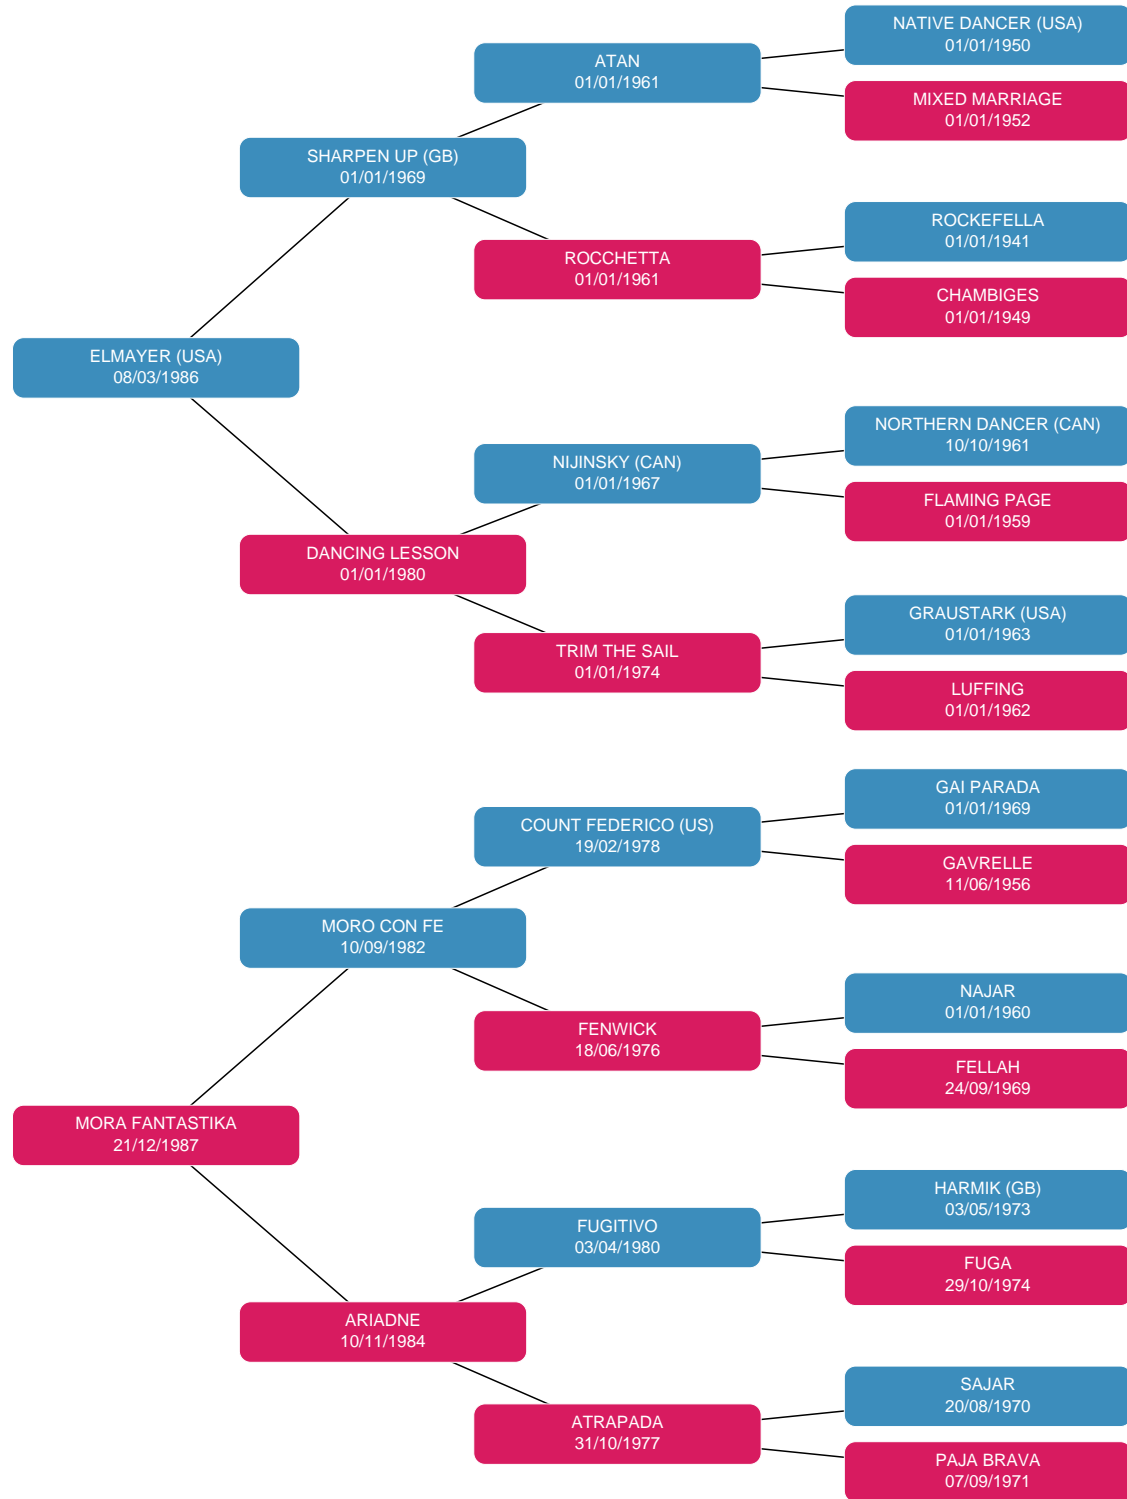 NATIVE DANCER (USA)
01/01/1950
ATAN
01/01/1961
MIXED MARRIAGE
01/01/1952
SHARPEN UP (GB)
01/01/1969
ROCKEFELLA
01/01/1941
ROCCHETTA
01/01/1961
CHAMBIGES
01/01/1949
ELMAYER (USA)
08/03/1986
NORTHERN DANCER (CAN)
10/10/1961
NIJINSKY (CAN)
01/01/1967
FLAMING PAGE
01/01/1959
DANCING LESSON
01/01/1980
GRAUSTARK (USA)
01/01/1963
TRIM THE SAIL
01/01/1974
LUFFING
01/01/1962
GAI PARADA
01/01/1969
COUNT FEDERICO (US)
19/02/1978
GAVRELLE
11/06/1956
MORO CON FE
10/09/1982
NAJAR
01/01/1960
FENWICK
18/06/1976
FELLAH
24/09/1969
MORA FANTASTIKA
21/12/1987
HARMIK (GB)
03/05/1973
FUGITIVO
03/04/1980
FUGA
29/10/1974
ARIADNE
10/11/1984
SAJAR
20/08/1970
ATRAPADA
31/10/1977
PAJA BRAVA
07/09/1971